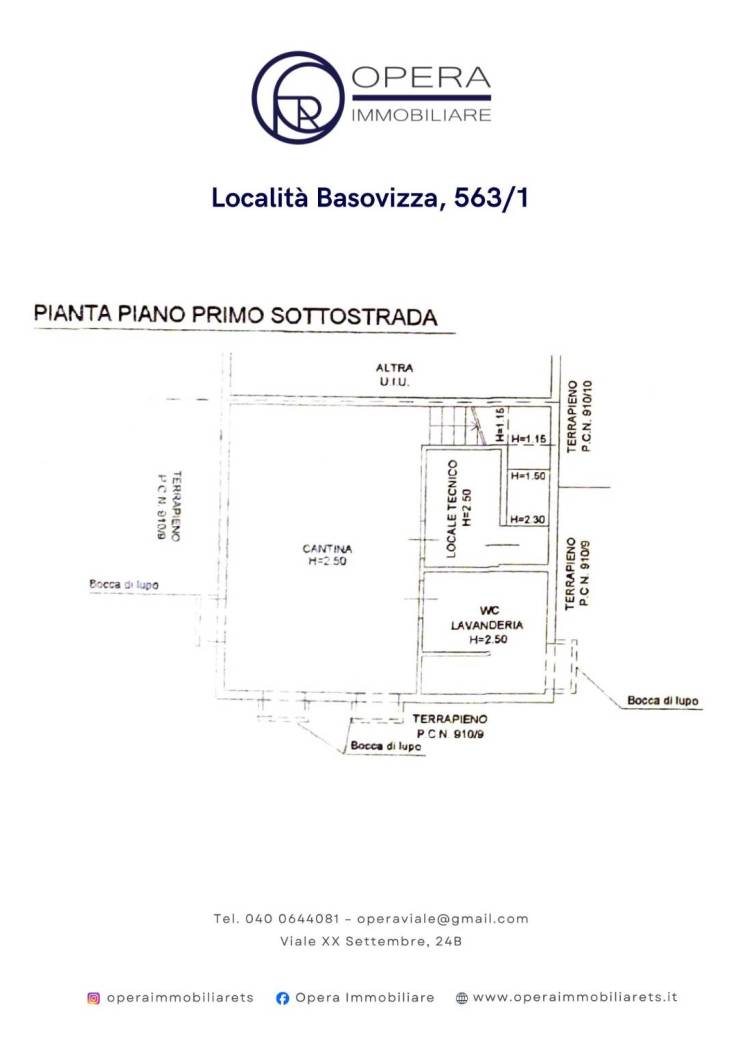 OPERA
IMMOBILIARE
Località Basovizza, 563/1
PIANTA PIANO PRIMO SOTTOSTRADA
ALTRA
U.I.U.
TERRAPIENO
P.C.N. 910/10
H=1.15
H=1.15
H=1.50
H=2.30
LOCALE TECNICO
H=2.50
TERRAPIENO
P.C.N. 910/9
CANTINA
H=2.50
TERRAPIENO
P.C.N. 910/9
Bocca di lupo
WC
LAVANDERIA
H=2.50
Bocca di lupo
TERRAPIENO
P.C.N. 910/9
Bocca di lupo
Tel. 040 0644081 – operaviale@gmail.com
Viale XX Settembre, 24B
operaimmobiliarets
Opera Immobiliare
www.operaimmobiliarets.it